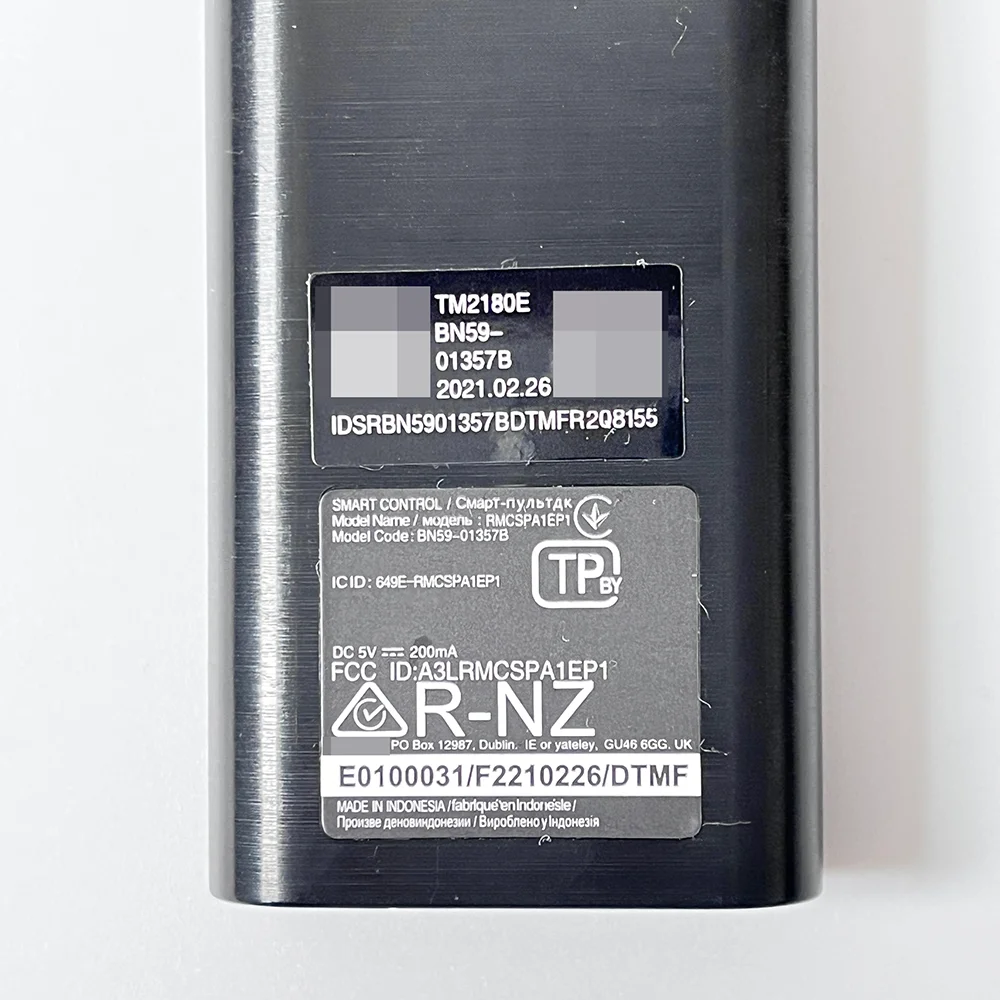 TM2180E
BN59-
01357B
2021.02.26
IDSRBN5901357BDTMFR2Q8155
SMART CONTROL / Смарт-пультдк
Model Name / модель : RMCSPA1EP1
Model Code: BN59-01357B
TP BY
IC ID: 649E-RMCSPA1EP1
DC 5V ⎓ 200mA
FCC ID:A3LRMCSPA1EP1
R-NZ
PO Box 12987, Dublin. IE or yateley, GU46 6GG. UK
E0100031/F2210226/DTMF
MADE IN INDONESIA /fabriqué en Indonésie/
Произве деновиндонезии / Вироблено у Індонезія